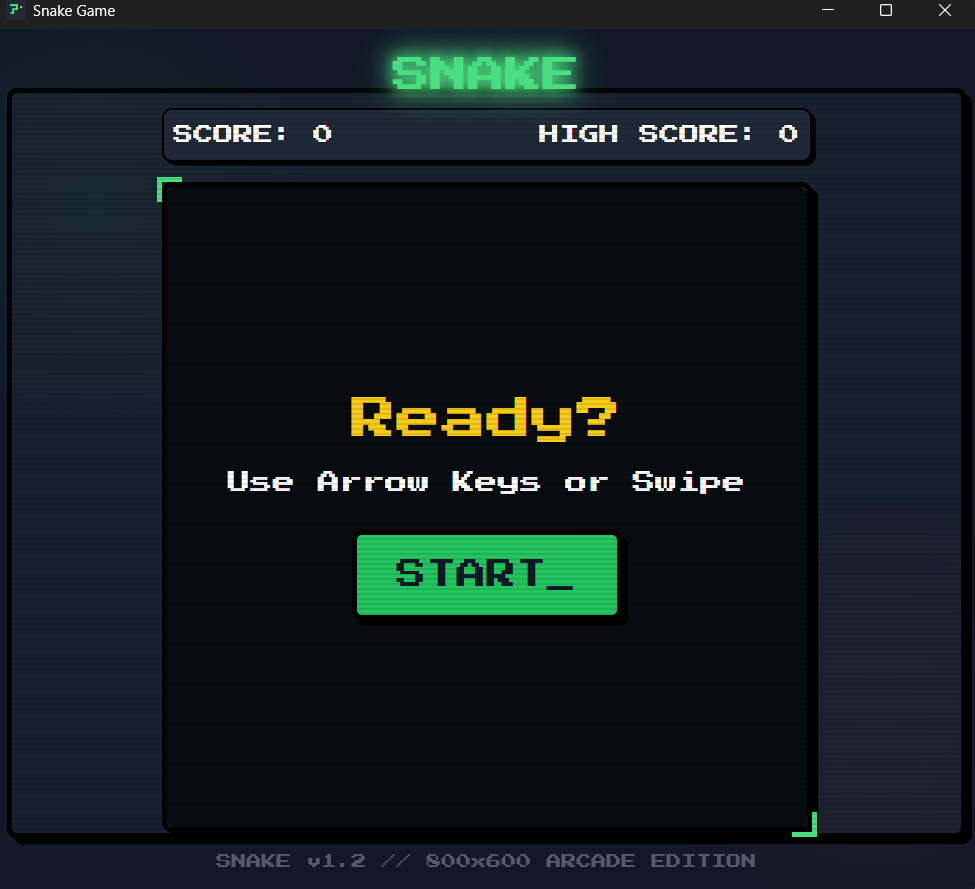 Snake Game
SNAKE
SCORE: 0 HIGH SCORE: 0
Ready?
Use Arrow Keys or Swipe
START_
SNAKE v1.2 // 800x600 ARCADE EDITION